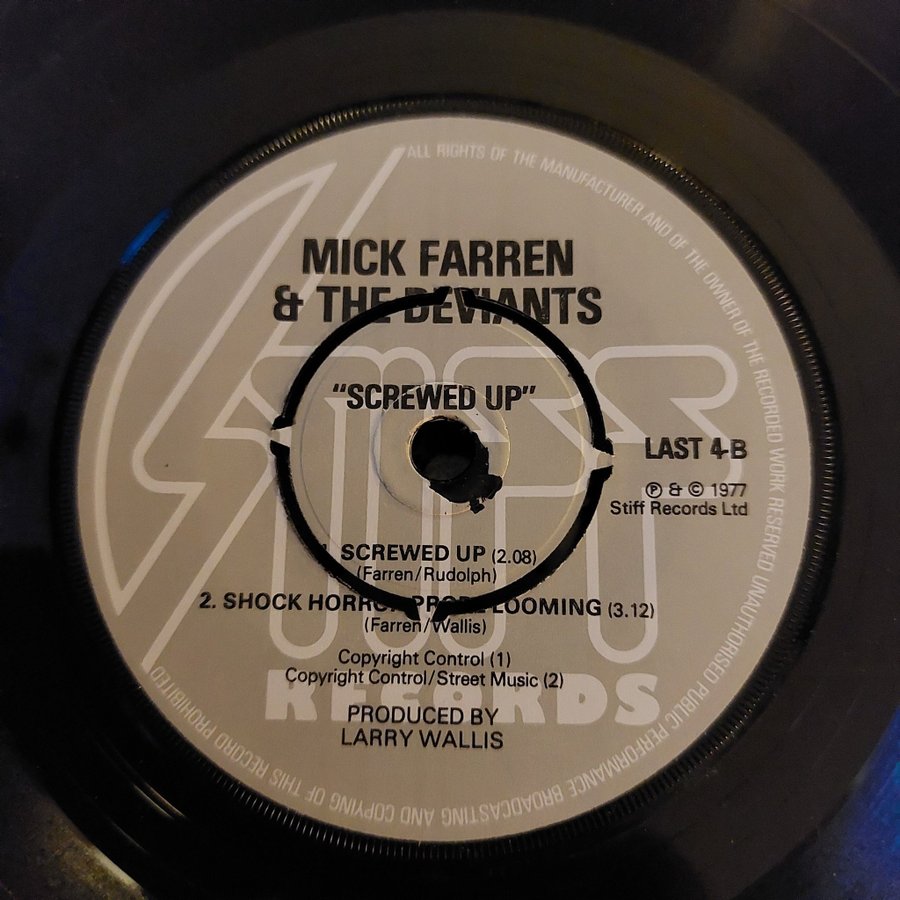 ALL RIGHTS OF THE MANUFACTURER AND OF THE OWNER OF THE RECORDED WORK RESERVED UNAUTHORISED PUBLIC PERFORMANCE BROADCASTING AND COPYING OF THIS RECORD PROHIBITED
MICK FARREN
& THE DEVIANTS
STIFF
"SCREWED UP"
LAST 4-B
℗ & © 1977
Stiff Records Ltd
SCREWED UP (2.08)
(Farren/Rudolph)
2. SHOCK HORROR PROBE LOOMING (3.12)
(Farren/Wallis)
Copyright Control (1)
Copyright Control/Street Music (2)
RECORDS
PRODUCED BY
LARRY WALLIS